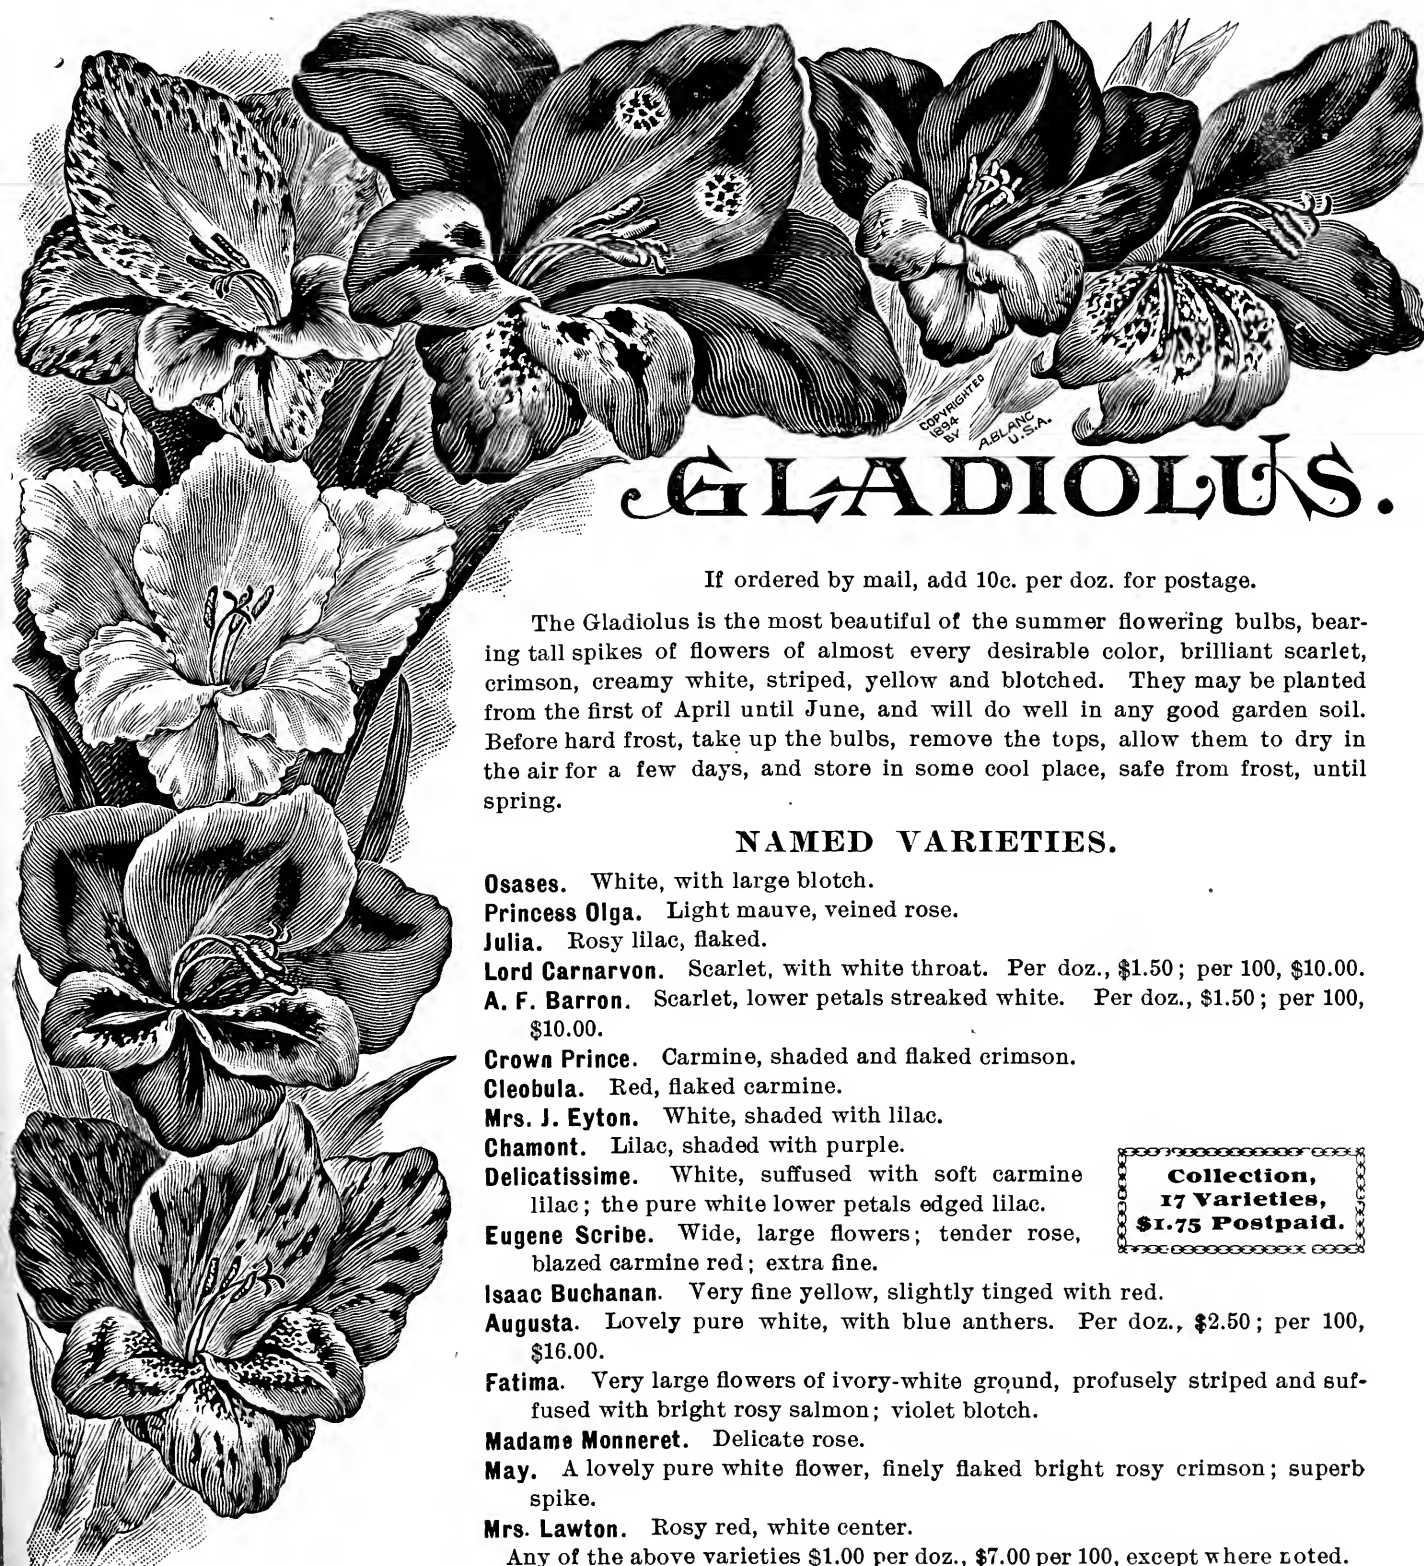 COPYRIGHTED
1894
BY
A.BLANC
U.S.A.
GLADIOLUS.
If ordered by mail, add 10c. per doz. for postage.
The Gladiolus is the most beautiful of the summer flowering bulbs, bear-
ing tall spikes of flowers of almost every desirable color, brilliant scarlet,
crimson, creamy white, striped, yellow and blotched. They may be planted
from the first of April until June, and will do well in any good garden soil.
Before hard frost, take up the bulbs, remove the tops, allow them to dry in
the air for a few days, and store in some cool place, safe from frost, until
spring.
NAMED VARIETIES.
Osases. White, with large blotch.
Princess Olga. Light mauve, veined rose.
Julia. Rosy lilac, flaked.
Lord Carnarvon. Scarlet, with white throat. Per doz., $1.50; per 100, $10.00.
A. F. Barron. Scarlet, lower petals streaked white. Per doz., $1.50; per 100,
$10.00.
Crown Prince. Carmine, shaded and flaked crimson.
Cleobula. Red, flaked carmine.
Mrs. J. Eyton. White, shaded with lilac.
Chamont. Lilac, shaded with purple.
Delicatissime. White, suffused with soft carmine
lilac; the pure white lower petals edged lilac.
Eugene Scribe. Wide, large flowers; tender rose,
blazed carmine red; extra fine.
Collection,
17 Varieties,
$1.75 Postpaid.
Isaac Buchanan. Very fine yellow, slightly tinged with red.
Augusta. Lovely pure white, with blue anthers. Per doz., $2.50; per 100,
$16.00.
Fatima. Very large flowers of ivory-white ground, profusely striped and suf-
fused with bright rosy salmon; violet blotch.
Madame Monneret. Delicate rose.
May. A lovely pure white flower, finely flaked bright rosy crimson; superb
spike.
Mrs. Lawton. Rosy red, white center.
Any of the above varieties $1.00 per doz., $7.00 per 100, except where noted.